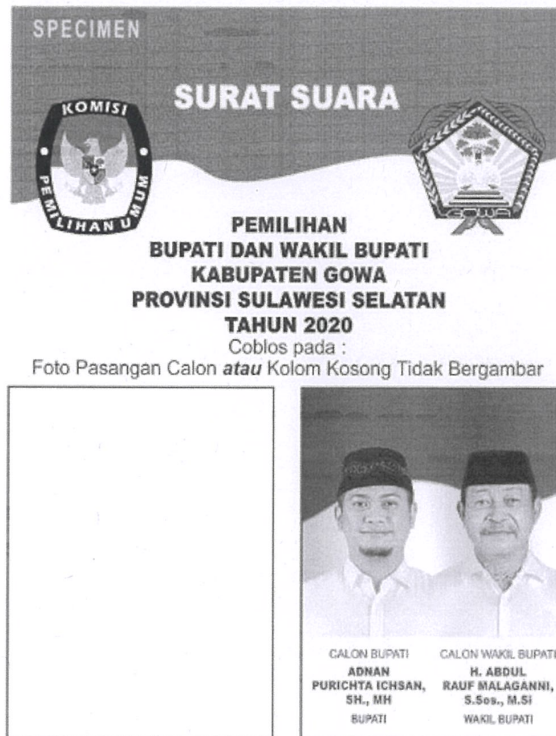 SPECIMEN
SURAT SUARA
KOMISI
PEMILIHAN UMUM
GOWA
PEMILIHAN
BUPATI DAN WAKIL BUPATI
KABUPATEN GOWA
PROVINSI SULAWESI SELATAN
TAHUN 2020
Coblos pada :
Foto Pasangan Calon atau Kolom Kosong Tidak Bergambar
CALON BUPATI
ADNAN
PURICHTA ICHSAN,
SH., MH
BUPATI
CALON WAKIL BUPATI
H. ABDUL
RAUF MALAGANNI,
S.Sos., M.Si
WAKIL BUPATI